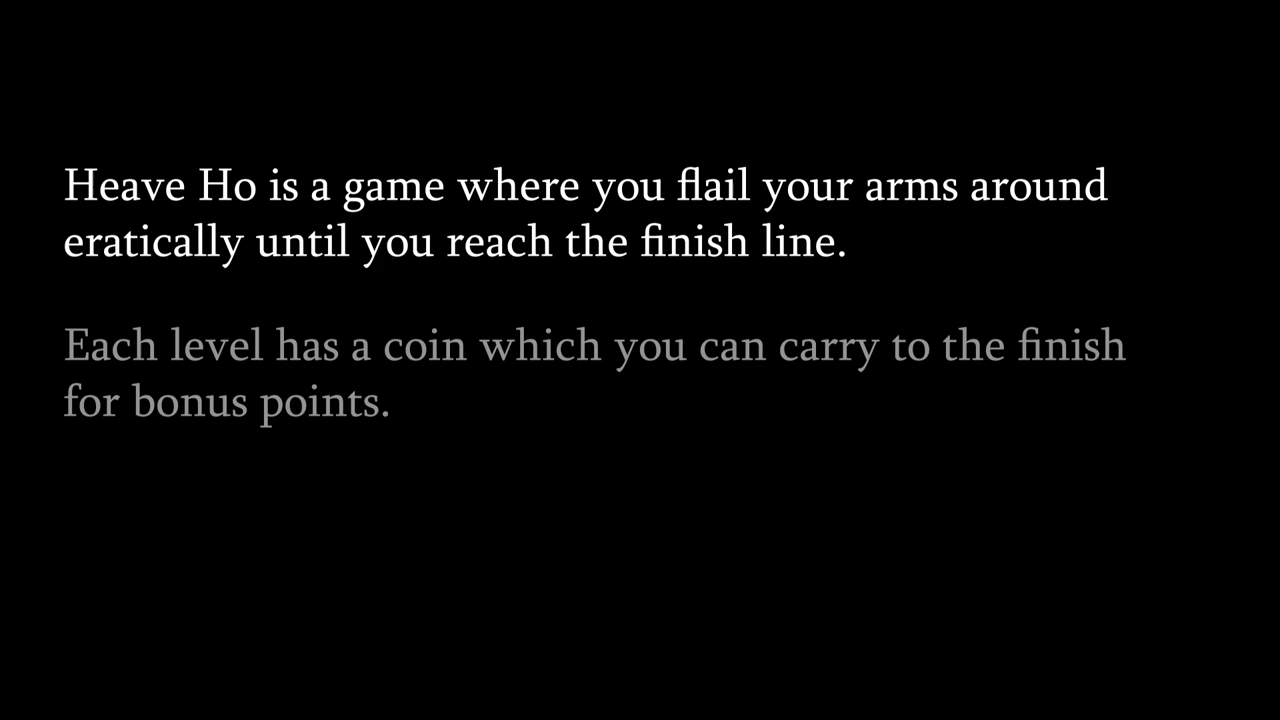 Heave Ho is a game where you flail your arms around
eratically until you reach the finish line.
Each level has a coin which you can carry to the finish
for bonus points.